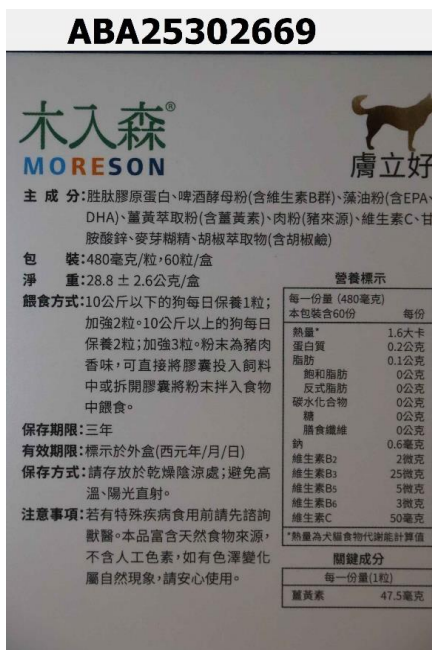 ABA25302669
木入森®
MORESON
膚立好
主成分:胜肽膠原蛋白、啤酒酵母粉(含維生素B群)、藻油粉(含EPA、
DHA)、薑黃萃取粉(含薑黃素)、肉粉(豬來源)、維生素C、甘
胺酸鋅、麥芽糊精、胡椒萃取物(含胡椒鹼)
包裝:480毫克/粒,60粒/盒
淨重:28.8 ± 2.6公克/盒
餵食方式:10公斤以下的狗每日保養1粒;
加強2粒。10公斤以上的狗每日
保養2粒;加強3粒。粉末為豬肉
香味,可直接將膠囊投入飼料
中或拆開膠囊將粉末拌入食物
中餵食。
保存期限:三年
有效期限:標示於外盒(西元年/月/日)
保存方式:請存放於乾燥陰涼處;避免高
溫、陽光直射。
注意事項:若有特殊疾病食用前請先諮詢
獸醫。本品富含天然食物來源,
不含人工色素,如有色澤變化
屬自然現象,請安心使用。
營養標示
每一份量 (480毫克)
本包裝含60份 每份
熱量* 1.6大卡
蛋白質 0.2公克
脂肪 0.1公克
飽和脂肪 0公克
反式脂肪 0公克
碳水化合物 0公克
糖 0公克
膳食纖維 0公克
鈉 0.6毫克
維生素B2 2微克
維生素B3 25微克
維生素B5 5微克
維生素B6 3微克
維生素C 50毫克
*熱量為犬貓食物代謝能計算值
關鍵成分
每一份量(1粒)
薑黃素 47.5毫克